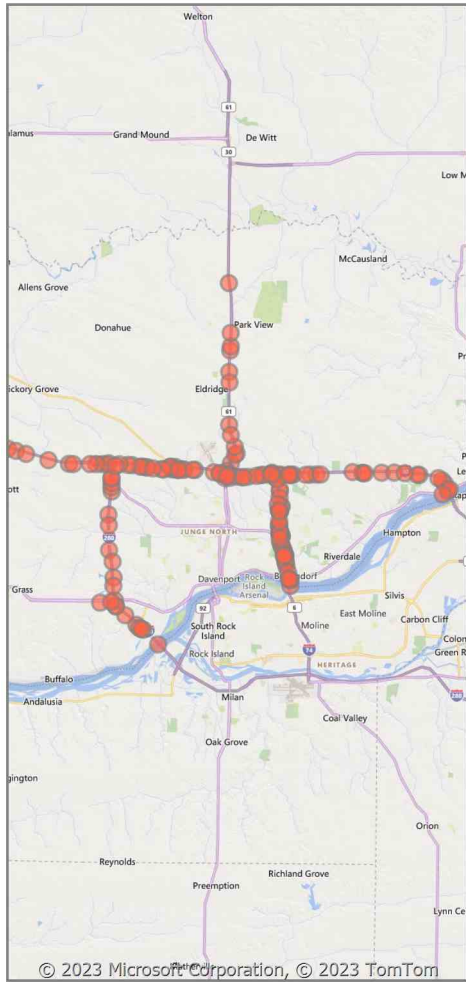 Welton
61
Grand Mound
De Witt
30
Low M
McCausland
Allens Grove
Donahue
Park View
Eldridge
61
JUNGE NORTH
Hampton
280
Riverdale
Davenport
Rock
Island
Arsenal
Silvis
Grass
92
6
East Moline
Carbon Cliff
South Rock
Island
Moline
74
Rock Island
Green R
HERITAGE
Buffalo
Andalusia
Milan
Coal Valley
Oak Grove
Orion
Reynolds
Richland Grove
Preemption
Lynn Ce
© 2023 Microsoft Corporation, © 2023 TomTom